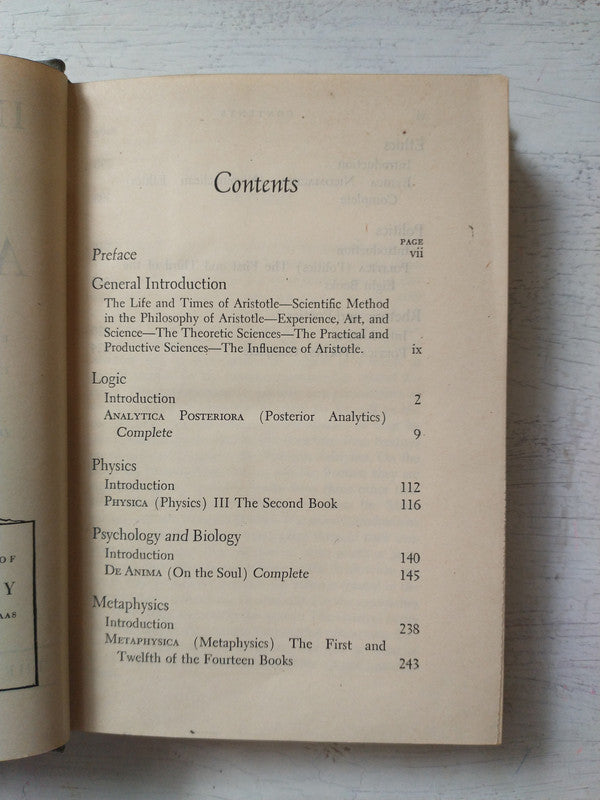 Contents
PAGE
Preface vii
General Introduction
The Life and Times of Aristotle—Scientific Method
in the Philosophy of Aristotle—Experience, Art, and
Science—The Theoretic Sciences—The Practical and
Productive Sciences—The Influence of Aristotle. ix
Logic
Introduction 2
ANALYTICA POSTERIORA (Posterior Analytics)
Complete 9
Physics
Introduction 112
PHYSICA (Physics) III The Second Book 116
Psychology and Biology
Introduction 140
DE ANIMA (On the Soul) Complete 145
Metaphysics
Introduction 238
METAPHYSICA (Metaphysics) The First and
Twelfth of the Fourteen Books 243
OF
Y
AAS